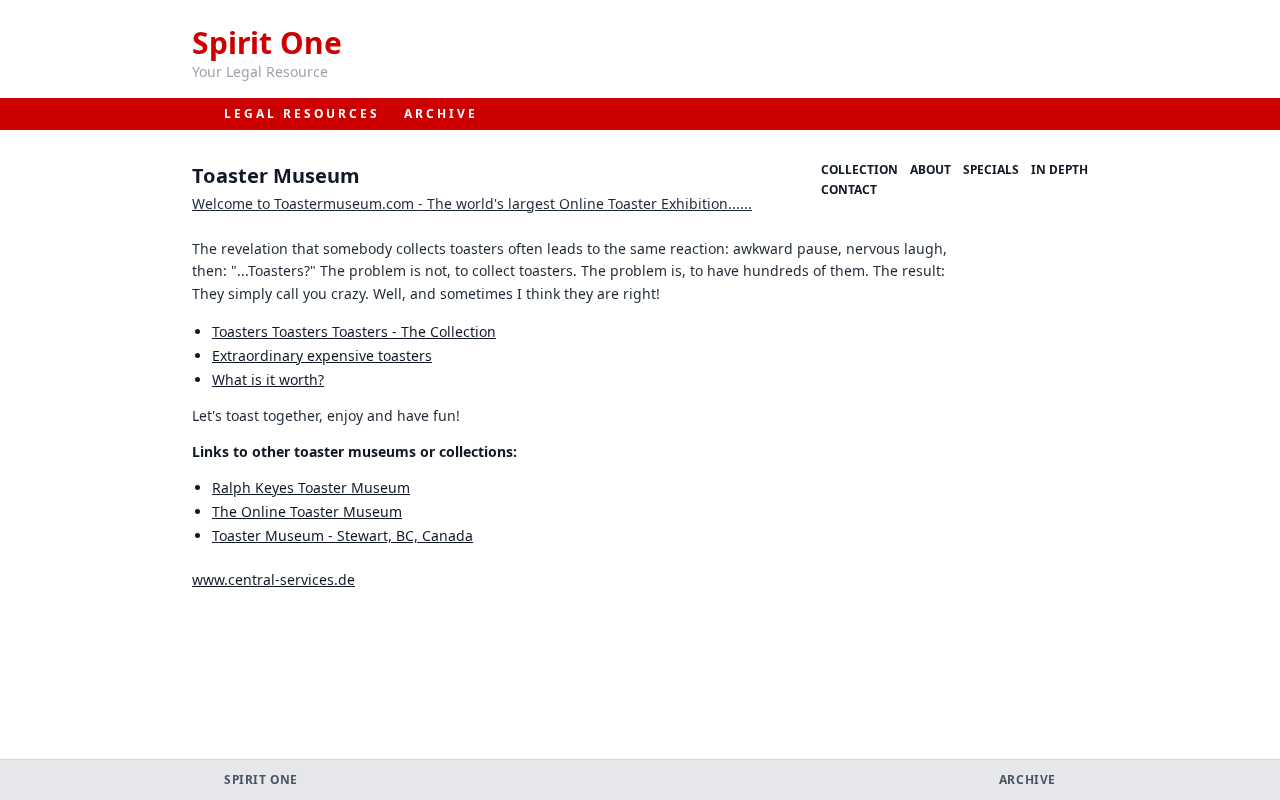 Spirit One
Your Legal Resource
LEGAL RESOURCES ARCHIVE
Toaster Museum
COLLECTION ABOUT SPECIALS IN DEPTH
CONTACT
Welcome to Toastermuseum.com - The world's largest Online Toaster Exhibition......
The revelation that somebody collects toasters often leads to the same reaction: awkward pause, nervous laugh,
then: "...Toasters?" The problem is not, to collect toasters. The problem is, to have hundreds of them. The result:
They simply call you crazy. Well, and sometimes I think they are right!
Toasters Toasters Toasters - The Collection
Extraordinary expensive toasters
What is it worth?
Let's toast together, enjoy and have fun!
Links to other toaster museums or collections:
Ralph Keyes Toaster Museum
The Online Toaster Museum
Toaster Museum - Stewart, BC, Canada
www.central-services.de
SPIRIT ONE ARCHIVE